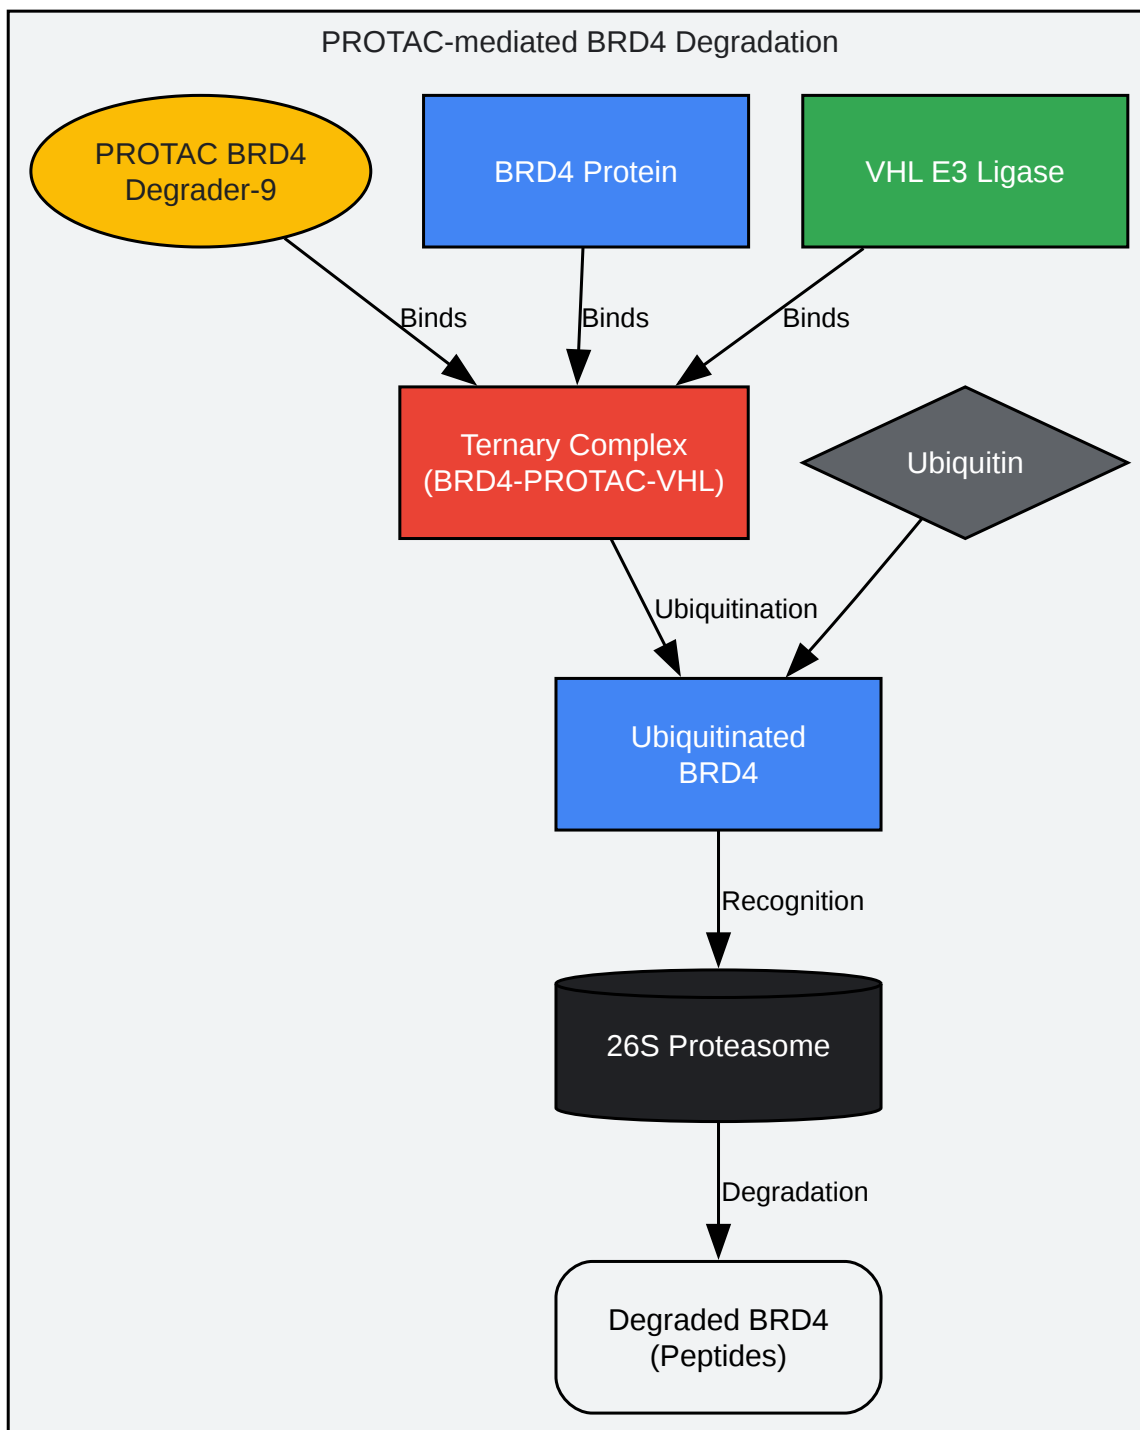 PROTAC-mediated BRD4 Degradation
PROTAC BRD4
Degrader-9
BRD4 Protein
VHL E3 Ligase
Binds
Binds
Binds
Ternary Complex
(BRD4-PROTAC-VHL)
Ubiquitin
Ubiquitination
Ubiquitinated
BRD4
Recognition
26S Proteasome
Degradation
Degraded BRD4
(Peptides)